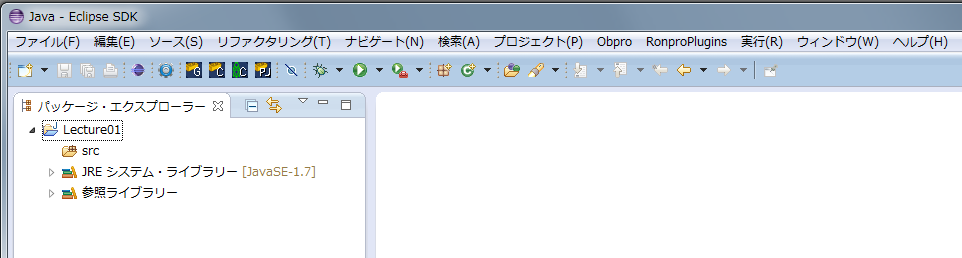 Java - Eclipse SDK
ファイル(F) 編集(E) ソース(S) リファクタリング(T) ナビゲート(N) 検索(A) プロジェクト(P) Obpro RonproPlugins 実行(R) ウィンドウ(W) ヘルプ(H)
G C C PJ
パッケージ・エクスプローラー
Lecture01
src
JRE システム・ライブラリー [JavaSE-1.7]
参照ライブラリー